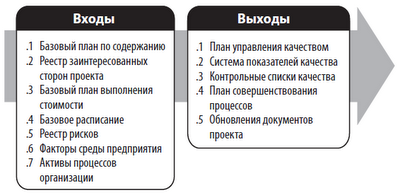 Входы
.1 Базовый план по содержанию
.2 Реестр заинтересованных
сторон проекта
.3 Базовый план выполнения
стоимости
.4 Базовое расписание
.5 Реестр рисков
.6 Факторы среды предприятия
.7 Активы процессов
организации
Выходы
.1 План управления качеством
.2 Система показателей качества
.3 Контрольные списки качества
.4 План совершенствования
процессов
.5 Обновления документов
проекта